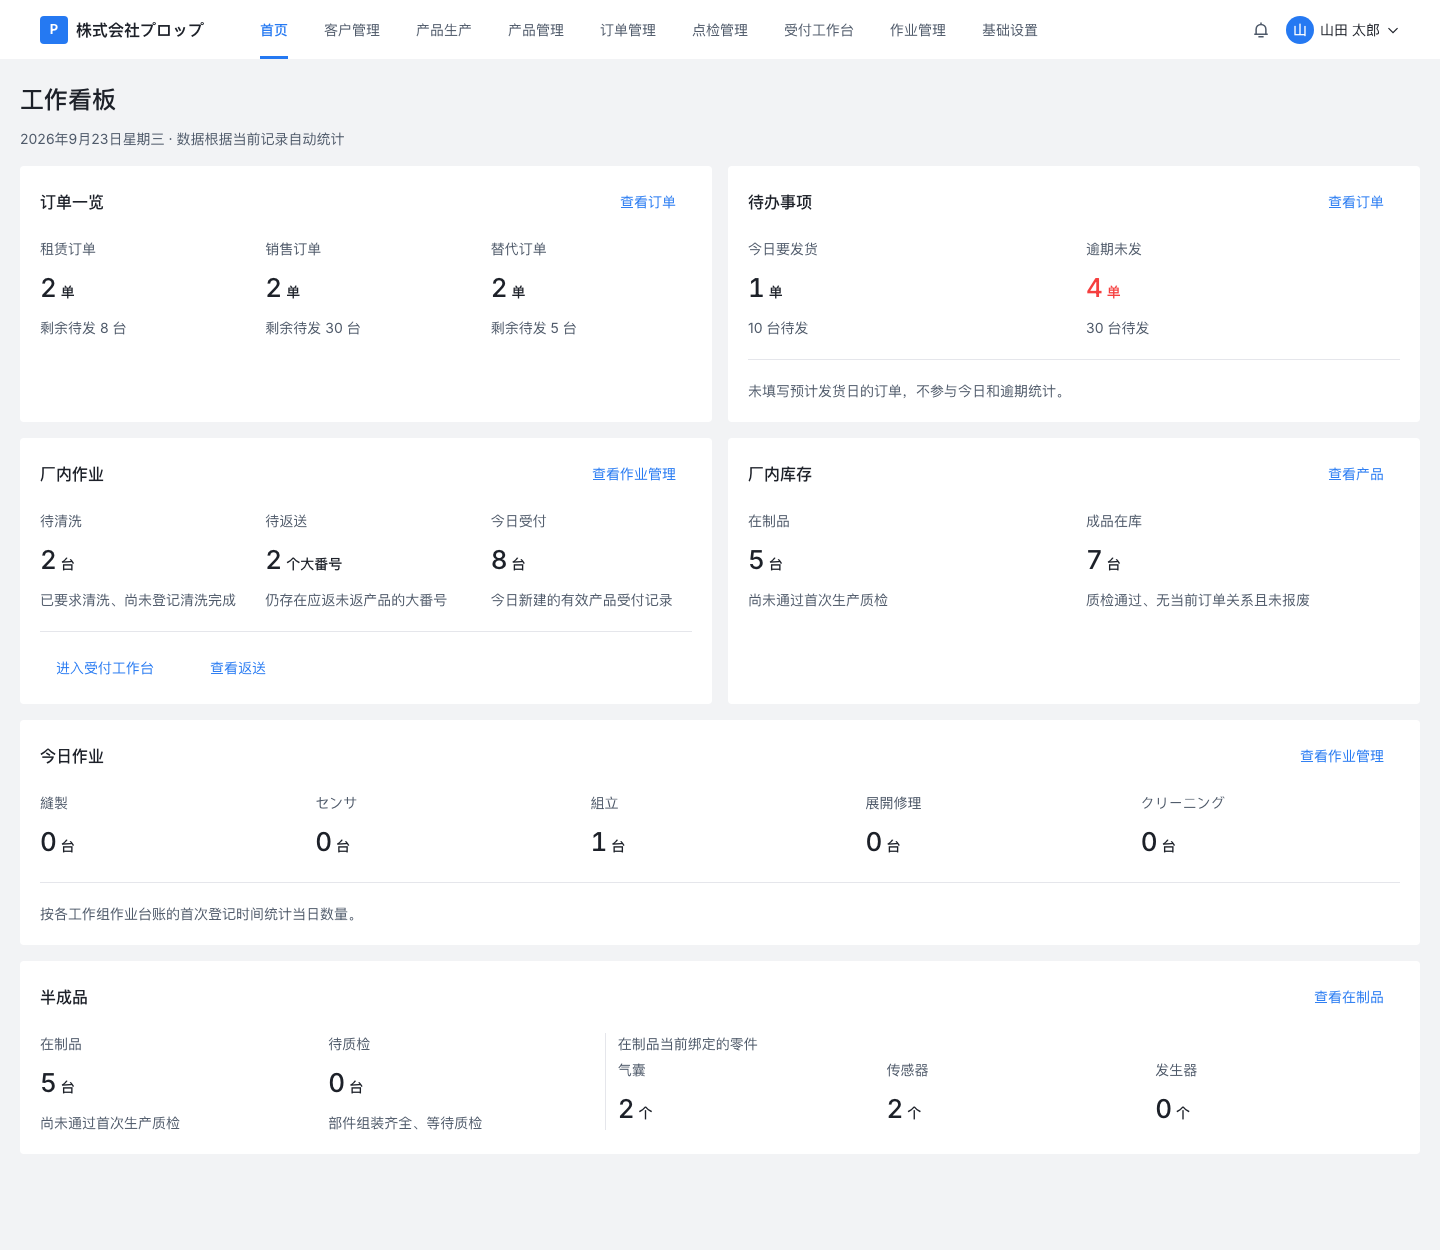 P 株式会社プロップ 首页 客户管理 产品生产 产品管理 订单管理 点检管理 受付工作台 作业管理 基础设置 山 山田 太郎
工作看板
2026年9月23日星期三 · 数据根据当前记录自动统计
订单一览 查看订单
租赁订单 销售订单 替代订单
2 单 2 单 2 单
剩余待发 8 台 剩余待发 30 台 剩余待发 5 台
待办事项 查看订单
今日要发货 逾期未发
1 单 4 单
10 台待发 30 台待发
未填写预计发货日的订单，不参与今日和逾期统计。
厂内作业 查看作业管理
待清洗 待返送 今日受付
2 台 2 个大番号 8 台
已要求清洗、尚未登记清洗完成 仍存在应返未返产品的大番号 今日新建的有效产品受付记录
进入受付工作台 查看返送
厂内库存 查看产品
在制品 成品在库
5 台 7 台
尚未通过首次生产质检 质检通过、无当前订单关系且未报废
今日作业 查看作业管理
縫製 センサ 組立 展開修理 クリーニング
0 台 0 台 1 台 0 台 0 台
按各工作组作业台账的首次登记时间统计当日数量。
半成品 查看在制品
在制品 待质检
5 台 0 台
尚未通过首次生产质检 部件组装齐全、等待质检
在制品当前绑定的零件
气囊 传感器 发生器
2 个 2 个 0 个